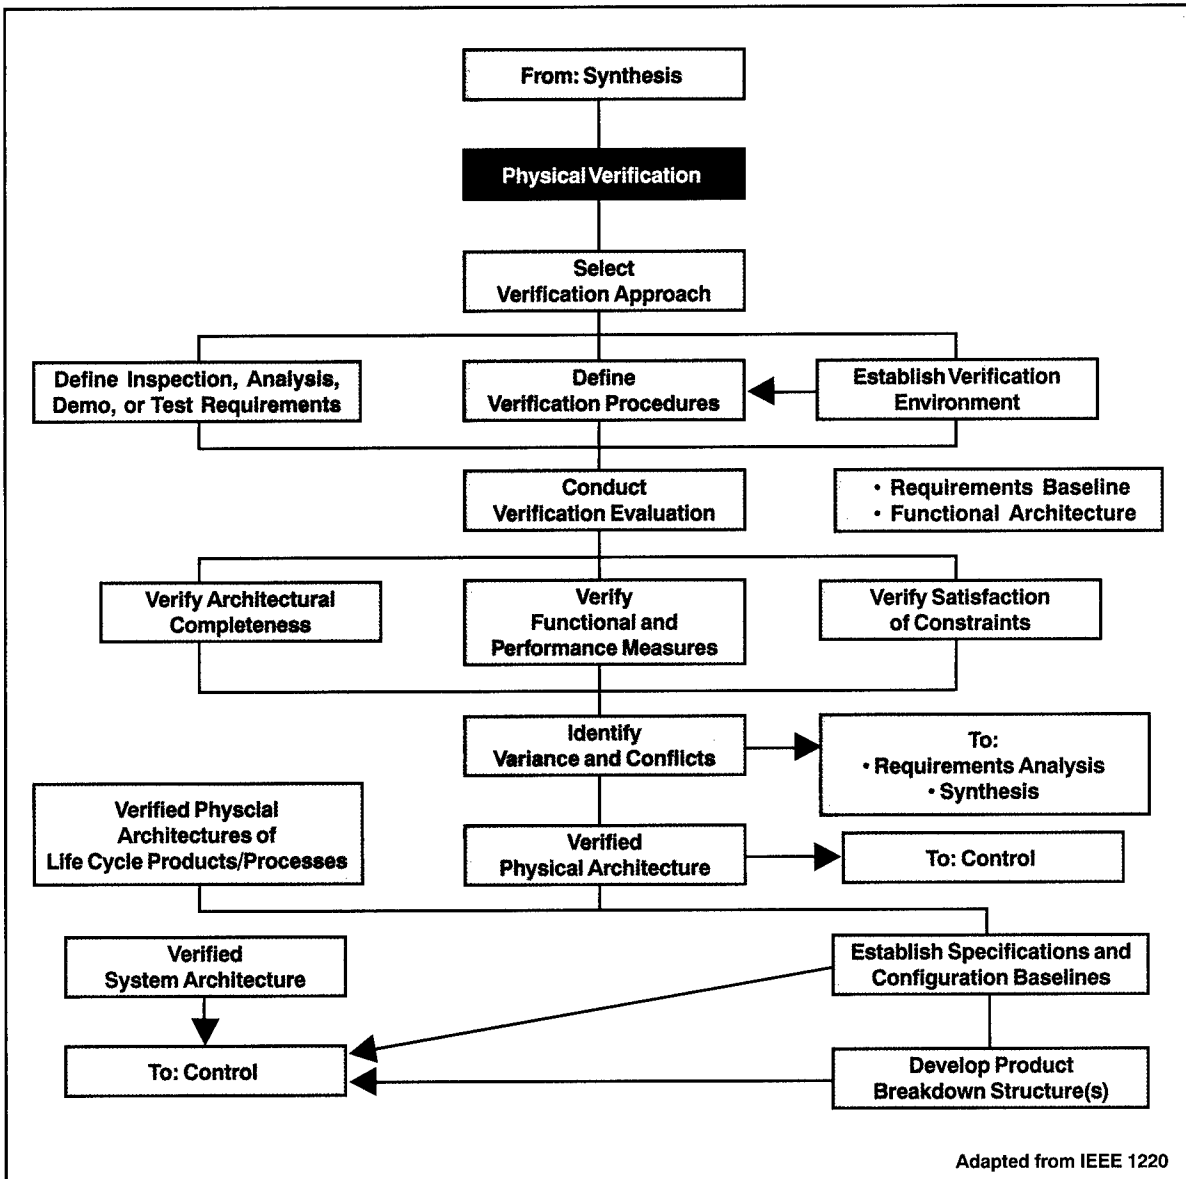 From: Synthesis
Physical Verification
Select
Verification Approach
Define Inspection, Analysis,
Demo, or Test Requirements
Define
Verification Procedures
Establish Verification
Environment
Conduct
Verification Evaluation
• Requirements Baseline
• Functional Architecture
Verify Architectural
Completeness
Verify
Functional and
Performance Measures
Verify Satisfaction
of Constraints
Identify
Variance and Conflicts
To:
• Requirements Analysis
• Synthesis
Verified Physcial
Architectures of
Life Cycle Products/Processes
Verified
Physical Architecture
To: Control
Verified
System Architecture
Establish Specifications and
Configuration Baselines
To: Control
Develop Product
Breakdown Structure(s)
Adapted from IEEE 1220